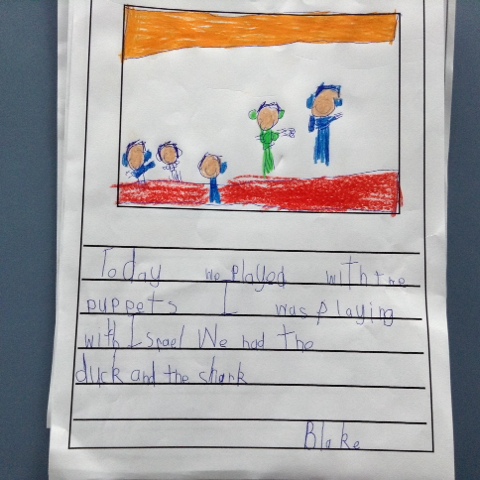 Today we played with the
puppets I was playing
with Israel We had the
duck and the shark
Blake